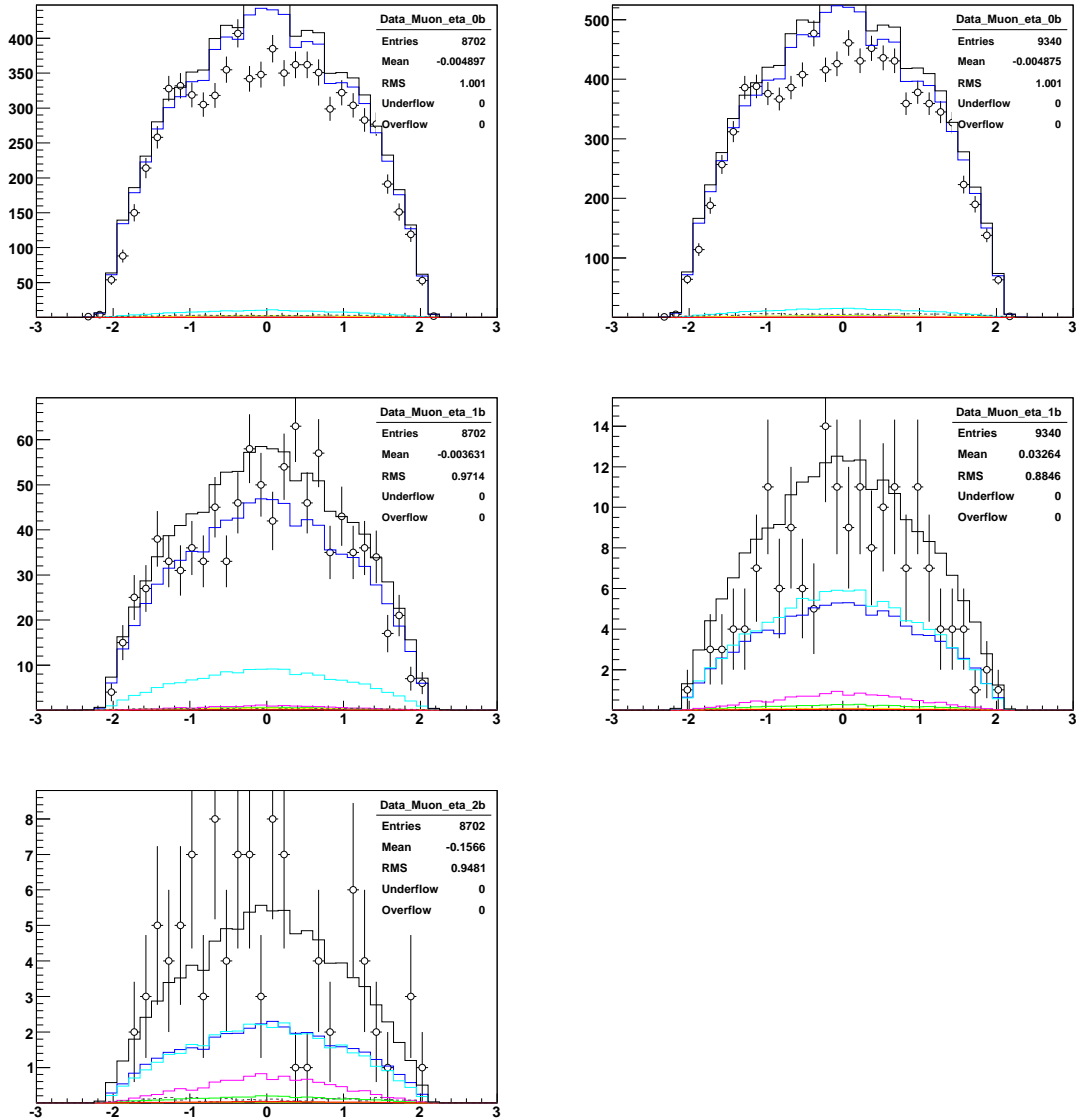 Data_Muon_eta_0b
Entries 8702
Mean -0.004897
RMS 1.001
Underflow 0
Overflow 0
400
350
300
250
200
150
100
50
-3 -2 -1 0 1 2 3
Data_Muon_eta_0b
Entries 9340
Mean -0.004875
RMS 1.001
Underflow 0
Overflow 0
500
400
300
200
100
-3 -2 -1 0 1 2 3
Data_Muon_eta_1b
Entries 8702
Mean -0.003631
RMS 0.9714
Underflow 0
Overflow 0
60
50
40
30
20
10
-3 -2 -1 0 1 2 3
Data_Muon_eta_1b
Entries 9340
Mean 0.03264
RMS 0.8846
Underflow 0
Overflow 0
14
12
10
8
6
4
2
-3 -2 -1 0 1 2 3
Data_Muon_eta_2b
Entries 8702
Mean -0.1566
RMS 0.9481
Underflow 0
Overflow 0
8
7
6
5
4
3
2
1
-3 -2 -1 0 1 2 3